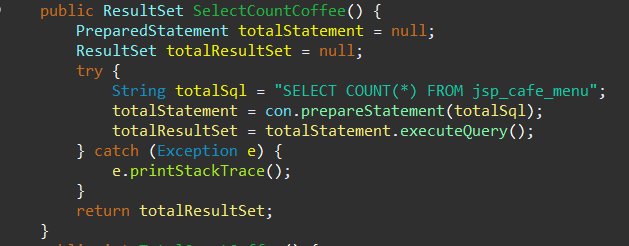 public ResultSet SelectCountCoffee() {
PreparedStatement totalStatement = null;
ResultSet totalResultSet = null;
try {
String totalSql = "SELECT COUNT(*) FROM jsp_cafe_menu";
totalStatement = con.prepareStatement(totalSql);
totalResultSet = totalStatement.executeQuery();
} catch (Exception e) {
e.printStackTrace();
}
return totalResultSet;
}